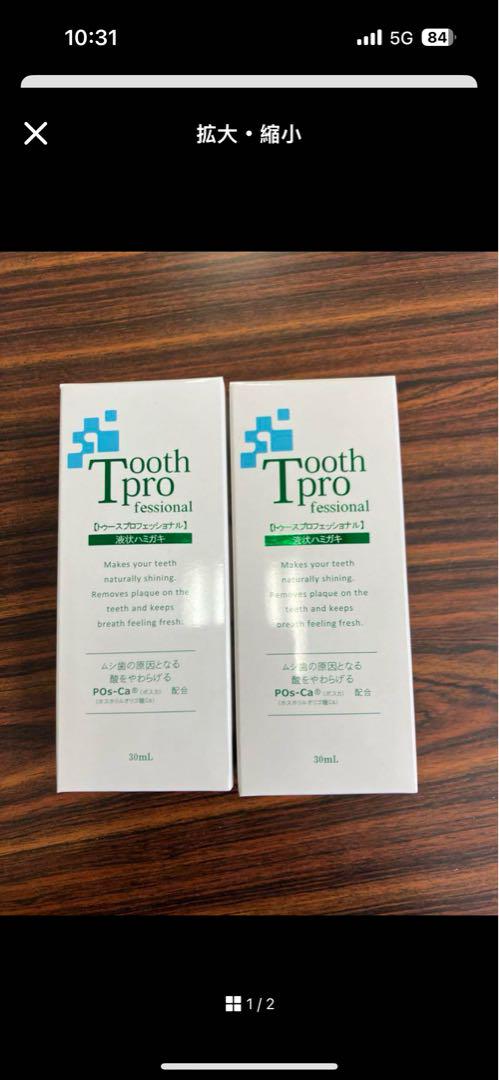 10:31
5G 84
拡大・縮小
Tooth
pro
fessional
【トゥースプロフェッショナル】
液状ハミガキ
Makes your teeth
naturally shining.
Removes plaque on the
teeth and keeps
breath feeling fresh.
ムシ歯の原因となる
酸をやわらげる
POs-Ca®(ポスカ) 配合
(ホスホリルオリゴ糖Ca)
30mL
Tooth
pro
fessional
【トゥースプロフェッショナル】
液状ハミガキ
Makes your teeth
naturally shining.
Removes plaque on the
teeth and keeps
breath feeling fresh.
ムシ歯の原因となる
酸をやわらげる
POs-Ca®(ポスカ) 配合
(ホスホリルオリゴ糖Ca)
30mL
1 / 2